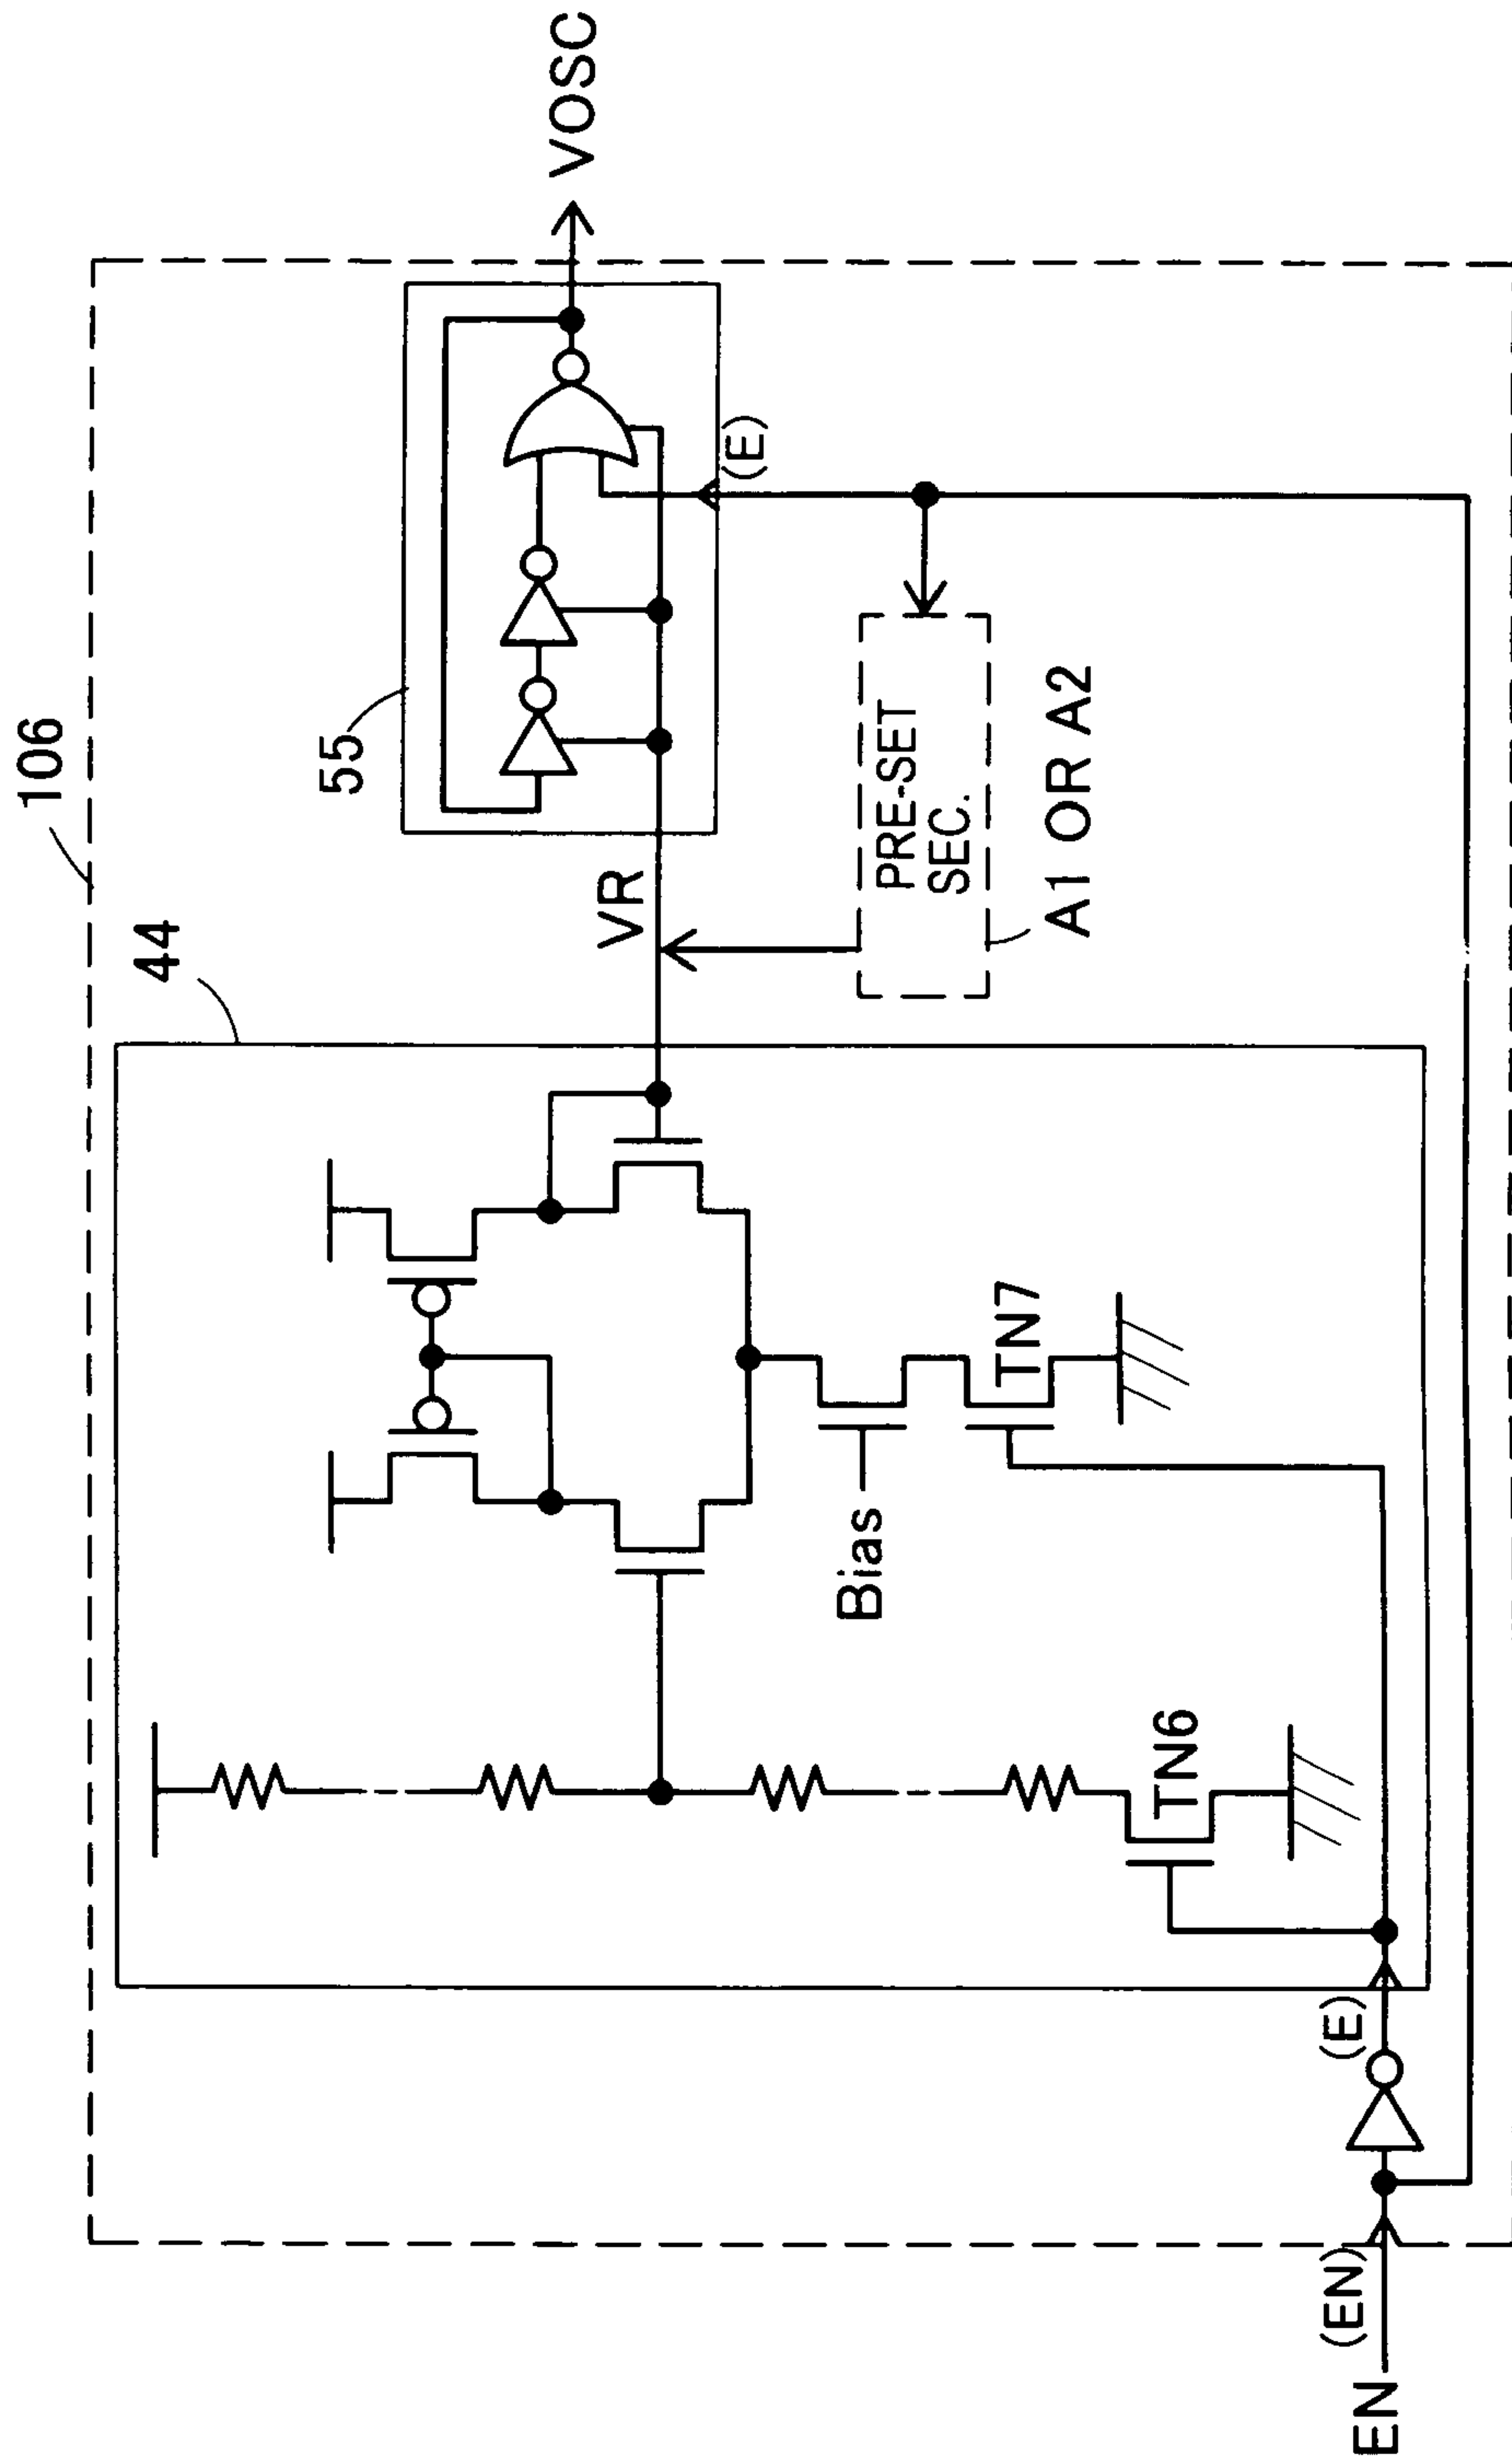 106
44
55
VOSC
VR
(E)
PRE-SET
SEC.
A1 OR A2
Bias
TN7
TN6
(E)
(EN)
EN